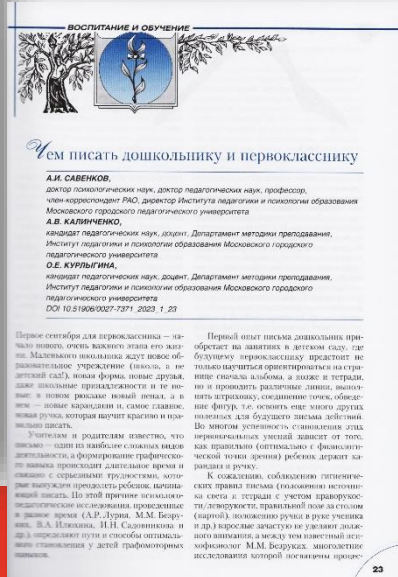 ВОСПИТАНИЕ И ОБУЧЕНИЕ
Чем писать дошкольнику и первокласснику
А.И. САВЕНКОВ,
доктор психологических наук, доктор педагогических наук, профессор,
член-корреспондент РАО, директор Института педагогики и психологии образования
Московского городского педагогического университета
А.В. КАЛИНЧЕНКО,
кандидат педагогических наук, доцент, Департамент методики преподавания,
Институт педагогики и психологии образования Московского городского
педагогического университета
О.Е. КУРЛЫГИНА,
кандидат педагогических наук, доцент, Департамент методики преподавания,
Институт педагогики и психологии образования Московского городского
педагогического университета
DOI 10.51906/0027-7371_2023_1_23
Первое сентября для первоклассника — на-
чало нового, очень важного этапа его жиз-
ни. Маленького школьника ждут новое об-
разовательное учреждение (школа, а не
детский сад!), новая форма, новые друзья,
даже школьные принадлежности и те но-
вые: в новом рюкзаке новый пенал, а в
нем — новые карандаши и, самое главное,
новая ручка, которая научит красиво и пра-
вильно писать.
Учителям и родителям известно, что
письмо — один из наиболее сложных видов
деятельности, а формирование графическо-
го навыка происходит длительное время и
связано с серьезными трудностями, кото-
рые вынужден преодолеть ребенок, начина-
ющий писать. По этой причине психолого-
педагогические исследования, проведенные
в разное время (А.Р. Лурия, М.М. Безру-
ких, В.А. Илюхина, И.Н. Садовникова и
др.), определяют пути и способы оптималь-
ного становления у детей графомоторных
навыков.
Первый опыт письма дошкольник при-
обретает на занятиях в детском саду, где
будущему первокласснику предстоит не
только научиться ориентироваться на стра-
нице сначала альбома, а позже и тетради,
но и проводить различные линии, выпол-
нять штриховку, соединение точек, обведе-
ние фигур, т.е. освоить еще много других
полезных для будущего письма действий.
Во многом успешность становления этих
первоначальных умений зависит от того,
как правильно (оптимально с физиологи-
ческой точки зрения) ребенок держит ка-
рандаш и ручку.
К сожалению, соблюдению гигиениче-
ских правил письма (положению источни-
ка света к тетради с учетом праворукос-
ти/леворукости, правильной позе за столом
(партой), положению ручки в руке ученика
и др.) взрослые зачастую не уделяют долж-
ного внимания, а между тем известный пси-
хофизиолог М.М. Безруких, многолетние
исследования которой посвящены процес-
23